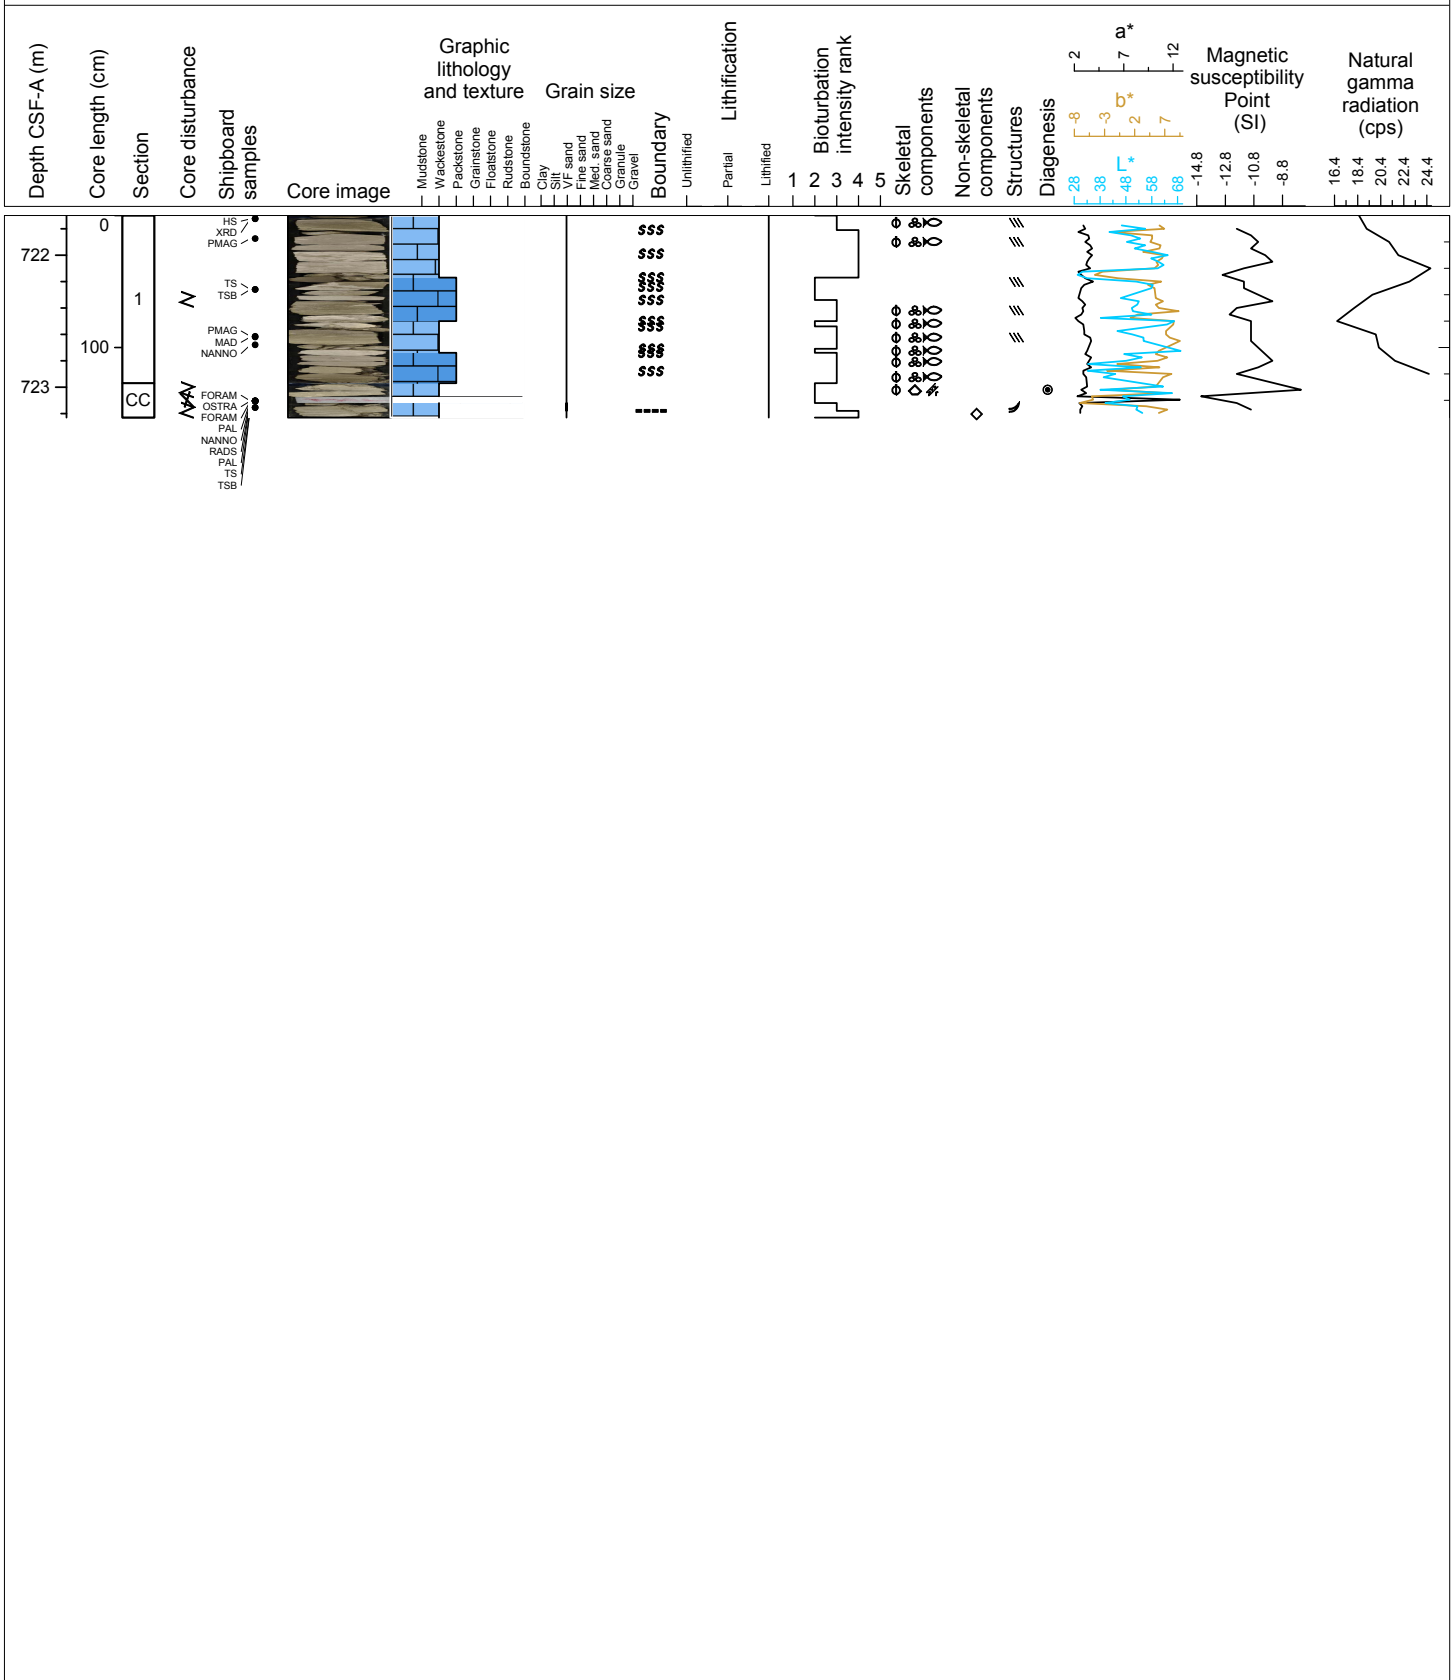 Depth CSF-A (m)
Core length (cm)
Section
Core disturbance
Shipboard
samples
Core image
Graphic
lithology
and texture
Mudstone
Wackestone
Packstone
Grainstone
Floatstone
Rudstone
Boundstone
Grain size
Clay
Silt
VF sand
Fine sand
Med. sand
Coarse sand
Granule
Gravel
Boundary
Lithification
Unlithified
Partial
Lithified
Bioturbation
intensity rank
1 2 3 4 5
Skeletal
components
Non-skeletal
components
Structures
Diagenesis
a*
2 7 12
b*
-8 -3 2 7
L*
28 38 48 58 68
Magnetic
susceptibility
Point
(SI)
-14.8 -12.8 -10.8 -8.8
Natural
gamma
radiation
(cps)
16.4 18.4 20.4 22.4 24.4
722
723
0
100
1
CC
HS
XRD
PMAG
TS
TSB
PMAG
MAD
NANNO
FORAM
OSTRA
FORAM
PAL
NANNO
RADS
PAL
TS
TSB